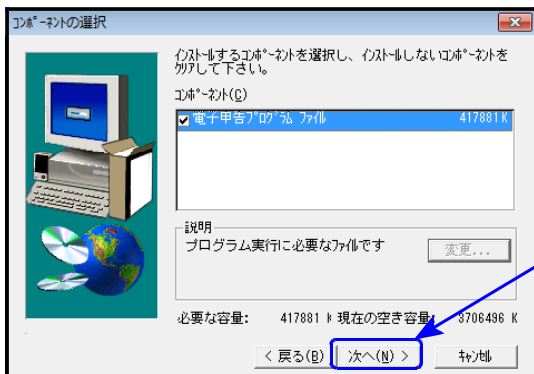 ｺﾝﾎﾟｰﾈﾝﾄの選択
ｲﾝｽﾄｰﾙするｺﾝﾎﾟｰﾈﾝﾄを選択し、ｲﾝｽﾄｰﾙしないｺﾝﾎﾟｰﾈﾝﾄを
ｸﾘｱして下さい。
ｺﾝﾎﾟｰﾈﾝﾄ(C)
電子申告ﾌﾟﾛｸﾞﾗﾑ ﾌｧｲﾙ 417881 K
説明
プログラム実行に必要なﾌｧｲﾙです
変更...
必要な容量: 417881 K 現在の空き容量: 3706496 K
< 戻る(B) 次へ(N) > ｷｬﾝｾﾙ